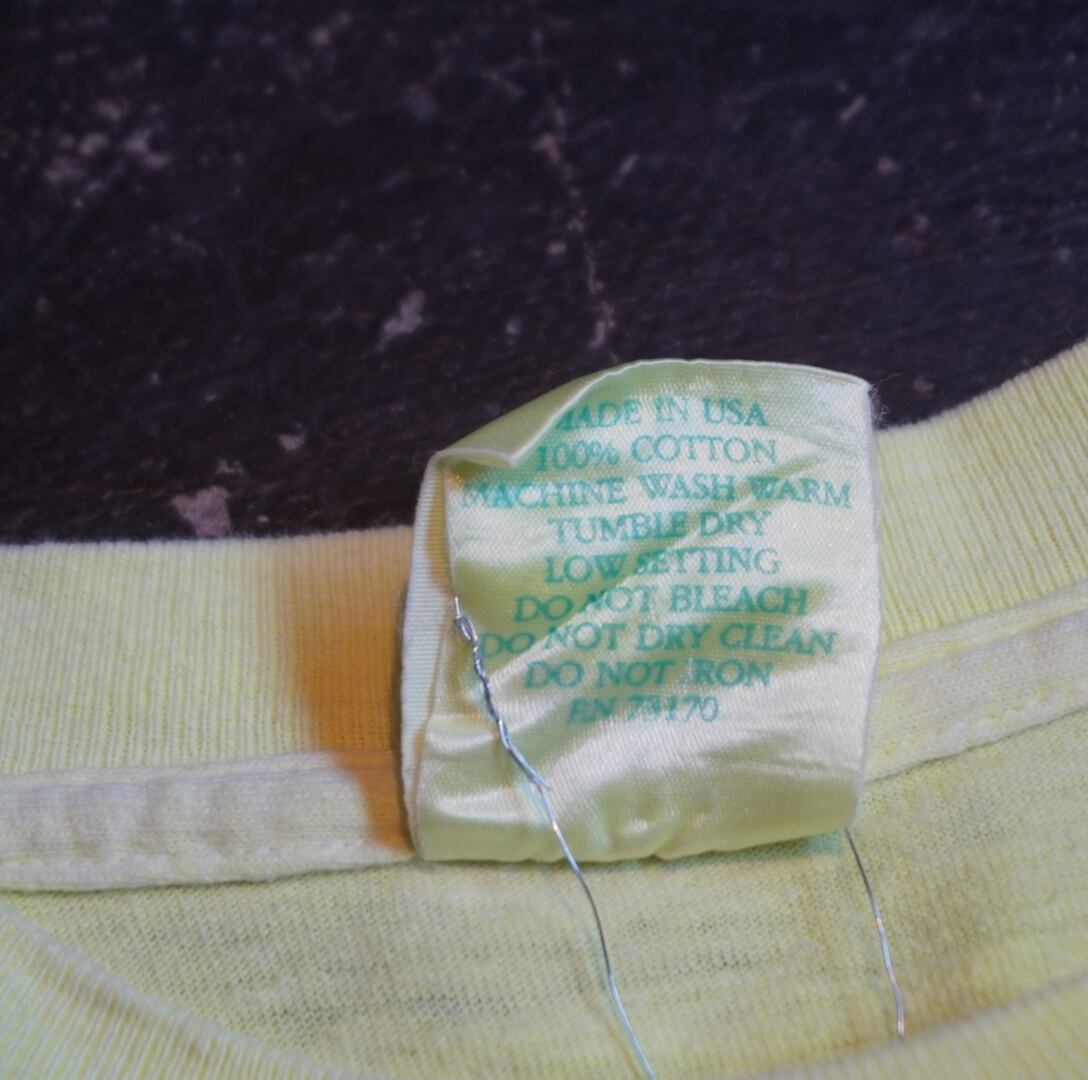 MADE IN USA
100% COTTON
MACHINE WASH WARM
TUMBLE DRY
LOW SETTING
DO NOT BLEACH
DO NOT DRY CLEAN
DO NOT IRON
RN